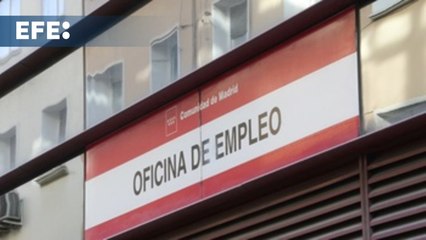 EFE:
Comunidad de Madrid
OFICINA DE EMPLEO